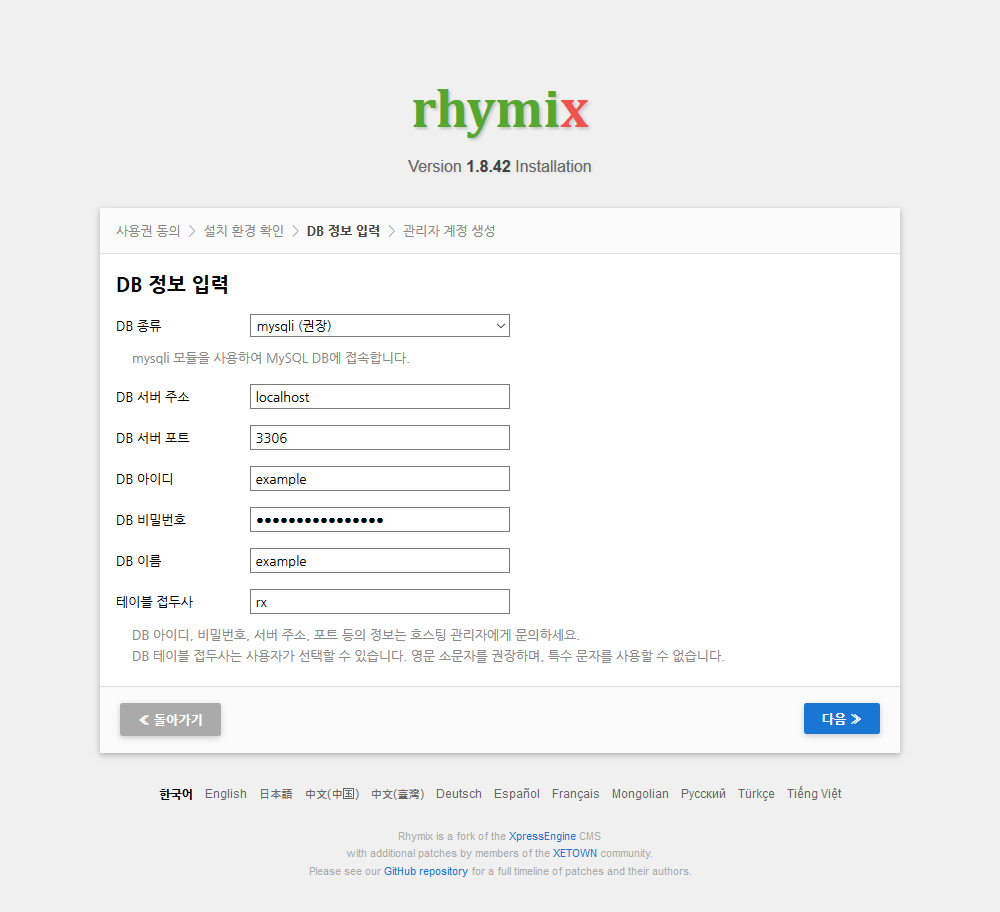 rhymix
Version 1.8.42 Installation
사용권 동의 > 설치 환경 확인 > DB 정보 입력 > 관리자 계정 생성
DB 정보 입력
DB 종류 mysqli (권장)
mysqli 모듈을 사용하여 MySQL DB에 접속합니다.
DB 서버 주소 localhost
DB 서버 포트 3306
DB 아이디 example
DB 비밀번호 ●●●●●●●●●●●●●●●●
DB 이름 example
테이블 접두사 rx
DB 아이디, 비밀번호, 서버 주소, 포트 등의 정보는 호스팅 관리자에게 문의하세요.
DB 테이블 접두사는 사용자가 선택할 수 있습니다. 영문 소문자를 권장하며, 특수 문자를 사용할 수 없습니다.
≪ 돌아가기 다음 ≫
한국어 English 日本語 中文(中国) 中文(臺灣) Deutsch Español Français Mongolian Русский Türkçe Tiếng Việt
Rhymix is a fork of the XpressEngine CMS
with additional patches by members of the XETOWN community.
Please see our GitHub repository for a full timeline of patches and their authors.